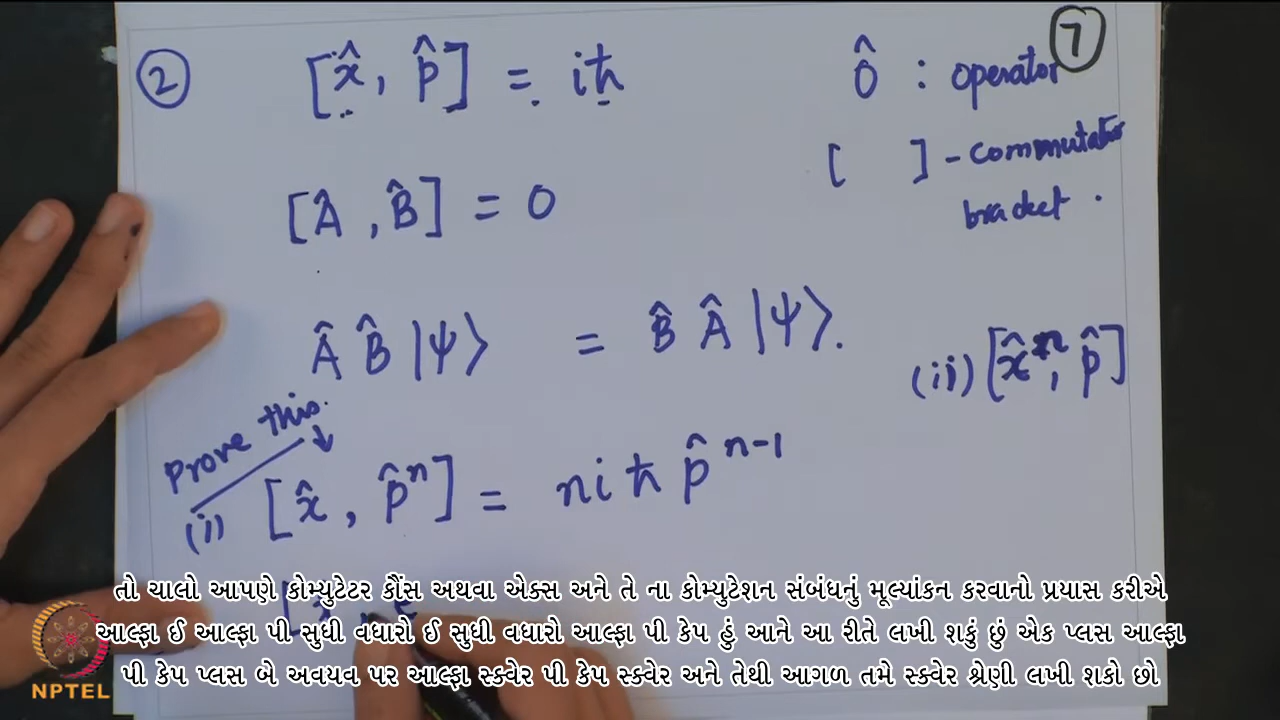 ② [x̂, p̂] = iħ
Ô : operator
⑦
[ ] - commutator
bracket .
[Â, B̂] = 0
Â B̂ |ψ⟩ = B̂ Â |ψ⟩.
(ii) [x̂ⁿ, p̂]
Prove this.
(i) [x̂, p̂ⁿ] = n i ħ p̂ⁿ⁻¹
તો ચાલો આપણે કોમ્યુટેટર કૌંસ અથવા એક્સ અને તે ના કોમ્યુટેશન સંબંધનું મૂલ્યાંકન કરવાનો પ્રયાસ કરીએ
આલ્ફા ઈ આલ્ફા પી સુધી વધારો ઈ સુધી વધારો આલ્ફા પી કેપ હું આને આ રીતે લખી શકું છું એક પ્લસ આલ્ફા
પી કેપ પ્લસ બે અવયવ પર આલ્ફા સ્ક્વેર પી કેપ સ્ક્વેર અને તેથી આગળ તમે સ્ક્વેર શ્રેણી લખી શકો છો
NPTEL